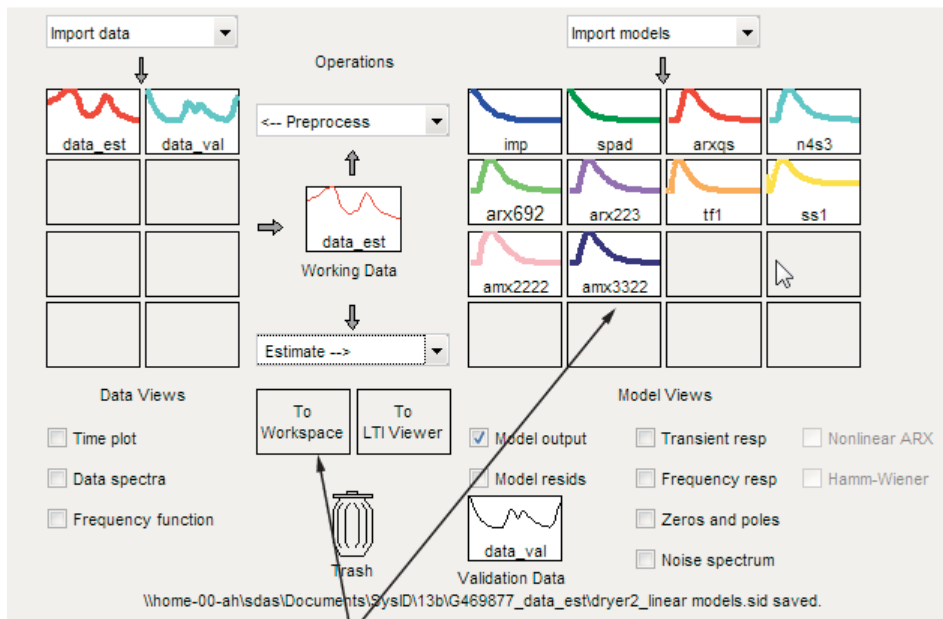 Import data
Import models
Operations
data_est
data_val
<-- Preprocess
imp
spad
arxqs
n4s3
data_est
Working Data
arx692
arx223
tf1
ss1
amx2222
amx3322
Estimate -->
Data Views
Model Views
To
Workspace
To
LTI Viewer
Time plot
Data spectra
Frequency function
Model output
Transient resp
Nonlinear ARX
Model resids
Frequency resp
Hamm-Wiener
Zeros and poles
Noise spectrum
Trash
data_val
Validation Data
\\home-00-ah\sdas\Documents\SysID\13b\G469877_data_est\dryer2_linear models.sid saved.